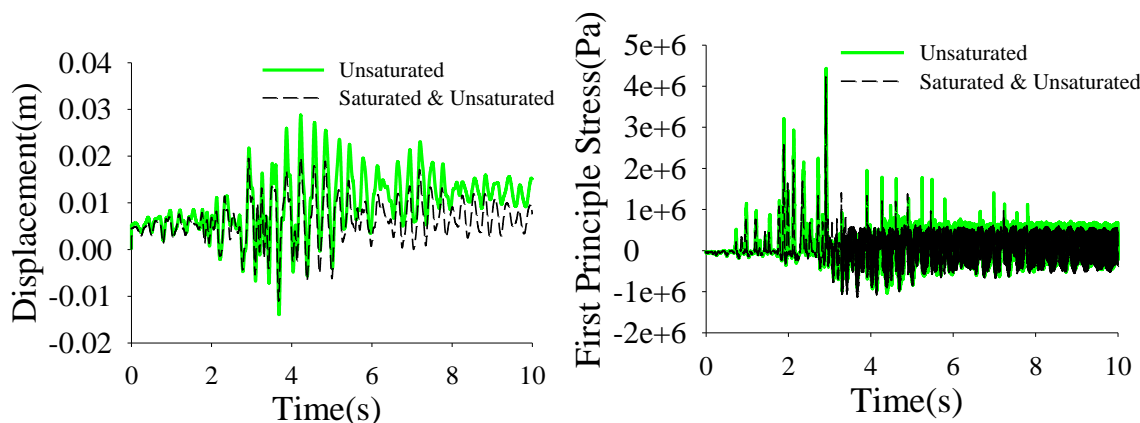 Displacement(m)
0.04
0.03
0.02
0.01
0.00
-0.01
-0.02
Unsaturated
Saturated & Unsaturated
0
2
4
6
8
10
Time(s)
First Principle Stress(Pa)
5e+6
4e+6
3e+6
2e+6
1e+6
0
-1e+6
-2e+6
Unsaturated
Saturated & Unsaturated
0
2
4
6
8
10
Time(s)